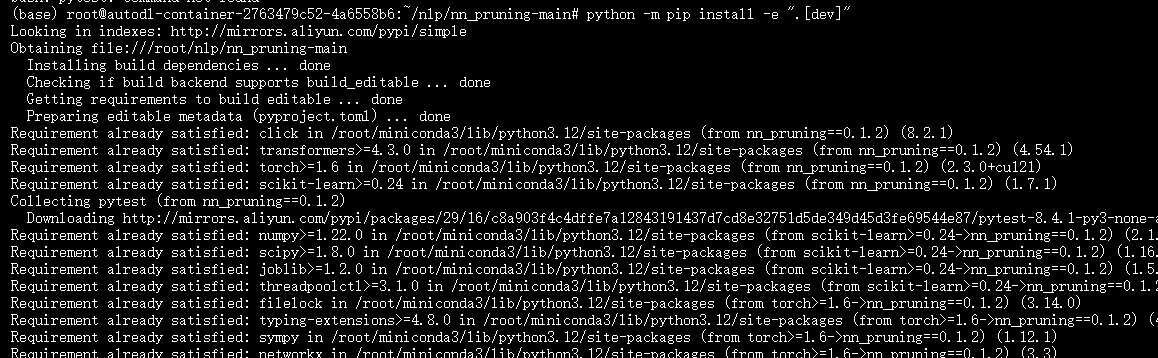 bash: pytest: command not found
(base) root@autodl-container-2763479c52-4a6558b6:~/nlp/nn_pruning-main# python -m pip install -e ".[dev]"
Looking in indexes: http://mirrors.aliyun.com/pypi/simple
Obtaining file:///root/nlp/nn_pruning-main
Installing build dependencies ... done
Checking if build backend supports build_editable ... done
Getting requirements to build editable ... done
Preparing editable metadata (pyproject.toml) ... done
Requirement already satisfied: click in /root/miniconda3/lib/python3.12/site-packages (from nn_pruning==0.1.2) (8.2.1)
Requirement already satisfied: transformers>=4.3.0 in /root/miniconda3/lib/python3.12/site-packages (from nn_pruning==0.1.2) (4.54.1)
Requirement already satisfied: torch>=1.6 in /root/miniconda3/lib/python3.12/site-packages (from nn_pruning==0.1.2) (2.3.0+cu121)
Requirement already satisfied: scikit-learn>=0.24 in /root/miniconda3/lib/python3.12/site-packages (from nn_pruning==0.1.2) (1.7.1)
Collecting pytest (from nn_pruning==0.1.2)
Downloading http://mirrors.aliyun.com/pypi/packages/29/16/c8a903f4c4dffe7a12843191437d7cd8e32751d5de349d45d3fe69544e87/pytest-8.4.1-py3-none-a
Requirement already satisfied: numpy>=1.22.0 in /root/miniconda3/lib/python3.12/site-packages (from scikit-learn>=0.24->nn_pruning==0.1.2) (2.1.
Requirement already satisfied: scipy>=1.8.0 in /root/miniconda3/lib/python3.12/site-packages (from scikit-learn>=0.24->nn_pruning==0.1.2) (1.16.
Requirement already satisfied: joblib>=1.2.0 in /root/miniconda3/lib/python3.12/site-packages (from scikit-learn>=0.24->nn_pruning==0.1.2) (1.5.
Requirement already satisfied: threadpoolctl>=3.1.0 in /root/miniconda3/lib/python3.12/site-packages (from scikit-learn>=0.24->nn_pruning==0.1.2
Requirement already satisfied: filelock in /root/miniconda3/lib/python3.12/site-packages (from torch>=1.6->nn_pruning==0.1.2) (3.14.0)
Requirement already satisfied: typing-extensions>=4.8.0 in /root/miniconda3/lib/python3.12/site-packages (from torch>=1.6->nn_pruning==0.1.2) (4
Requirement already satisfied: sympy in /root/miniconda3/lib/python3.12/site-packages (from torch>=1.6->nn_pruning==0.1.2) (1.12.1)
Requirement already satisfied: networkx in /root/miniconda3/lib/python3.12/site-packages (from torch>=1.6->nn_pruning==0.1.2) (3.3)